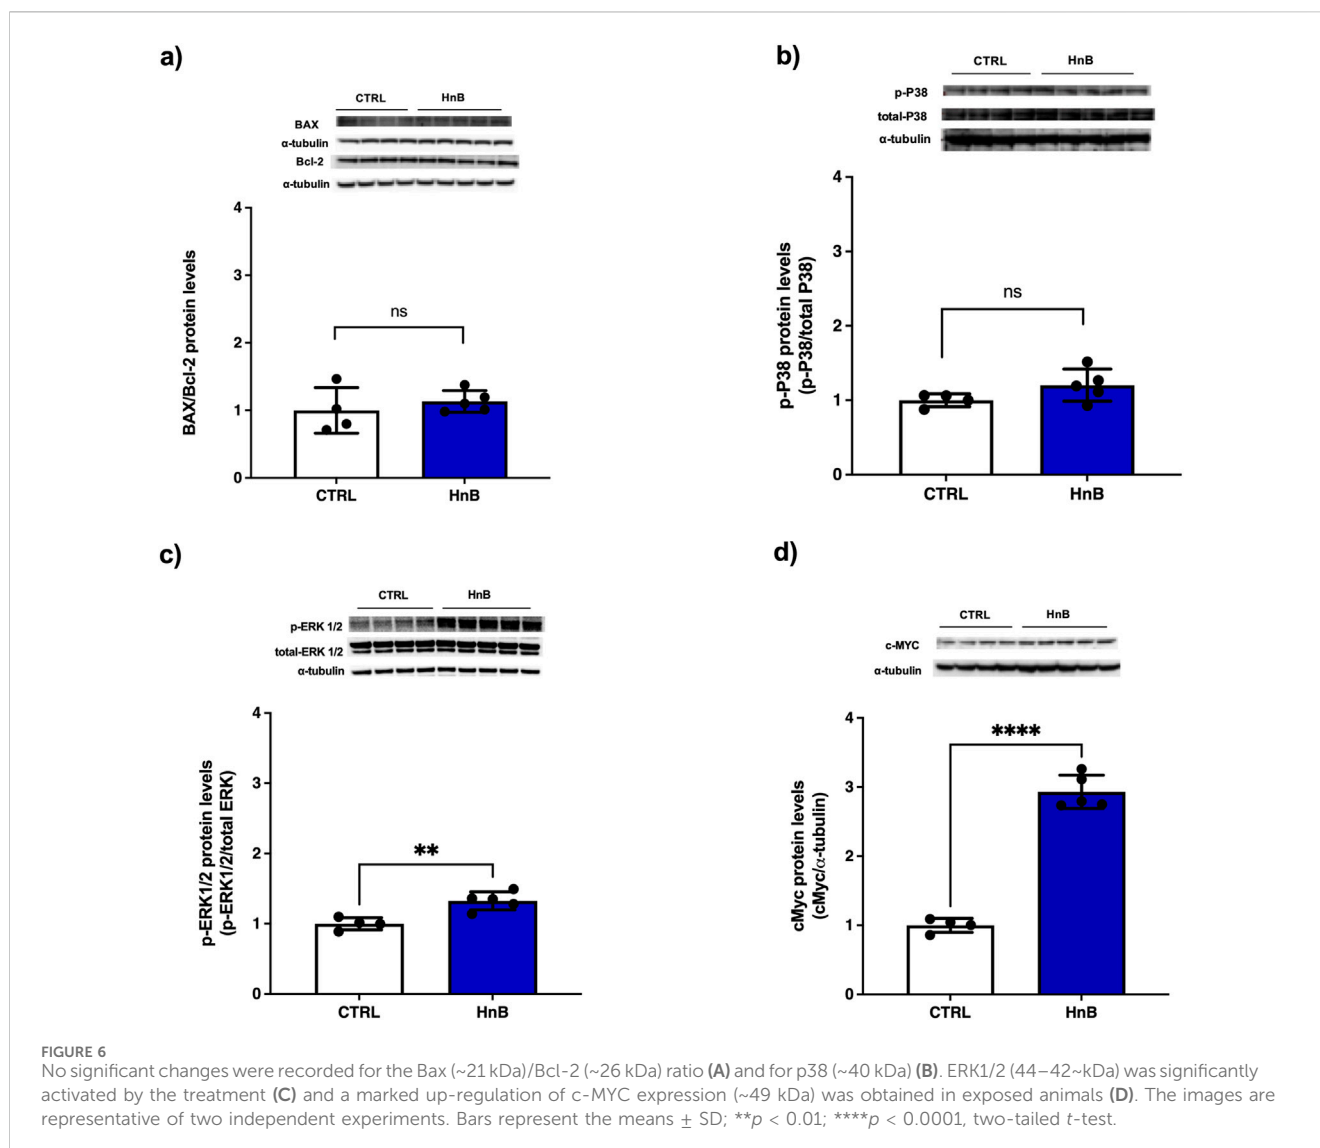 a)
CTRL HnB
BAX
α-tubulin
Bcl-2
α-tubulin
4
3
2
1
0
BAX/Bcl-2 protein levels
ns
CTRL HnB
b)
CTRL HnB
p-P38
total-P38
α-tubulin
4
3
2
1
0
p-P38 protein levels
(p-P38/total P38)
ns
CTRL HnB
c)
CTRL HnB
p-ERK 1/2
total-ERK 1/2
α-tubulin
4
3
2
1
0
p-ERK1/2 protein levels
(p-ERK1/2/total ERK)
**
CTRL HnB
d)
CTRL HnB
c-MYC
α-tubulin
4
3
2
1
0
cMyc protein levels
(cMyc/α-tubulin)
****
CTRL HnB
FIGURE 6
No significant changes were recorded for the Bax (~21 kDa)/Bcl-2 (~26 kDa) ratio (A) and for p38 (~40 kDa) (B). ERK1/2 (44–42~kDa) was significantly
activated by the treatment (C) and a marked up-regulation of c-MYC expression (~49 kDa) was obtained in exposed animals (D). The images are
representative of two independent experiments. Bars represent the means ± SD; **p < 0.01; ****p < 0.0001, two-tailed t-test.